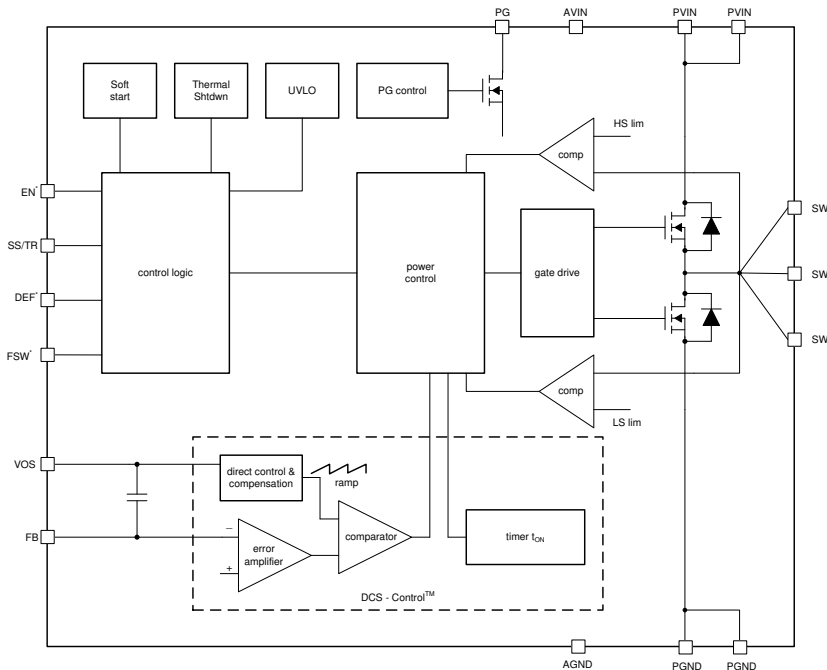 PG
AVIN
PVIN
PVIN
Soft
start
Thermal
Shtdwn
UVLO
PG control
HS lim
comp
EN*
SS/TR
DEF*
FSW*
control logic
power
control
gate drive
SW
SW
SW
comp
LS lim
VOS
FB
direct control &
compensation
ramp
–
+
error
amplifier
comparator
timer tON
DCS - Control™
AGND
PGND
PGND